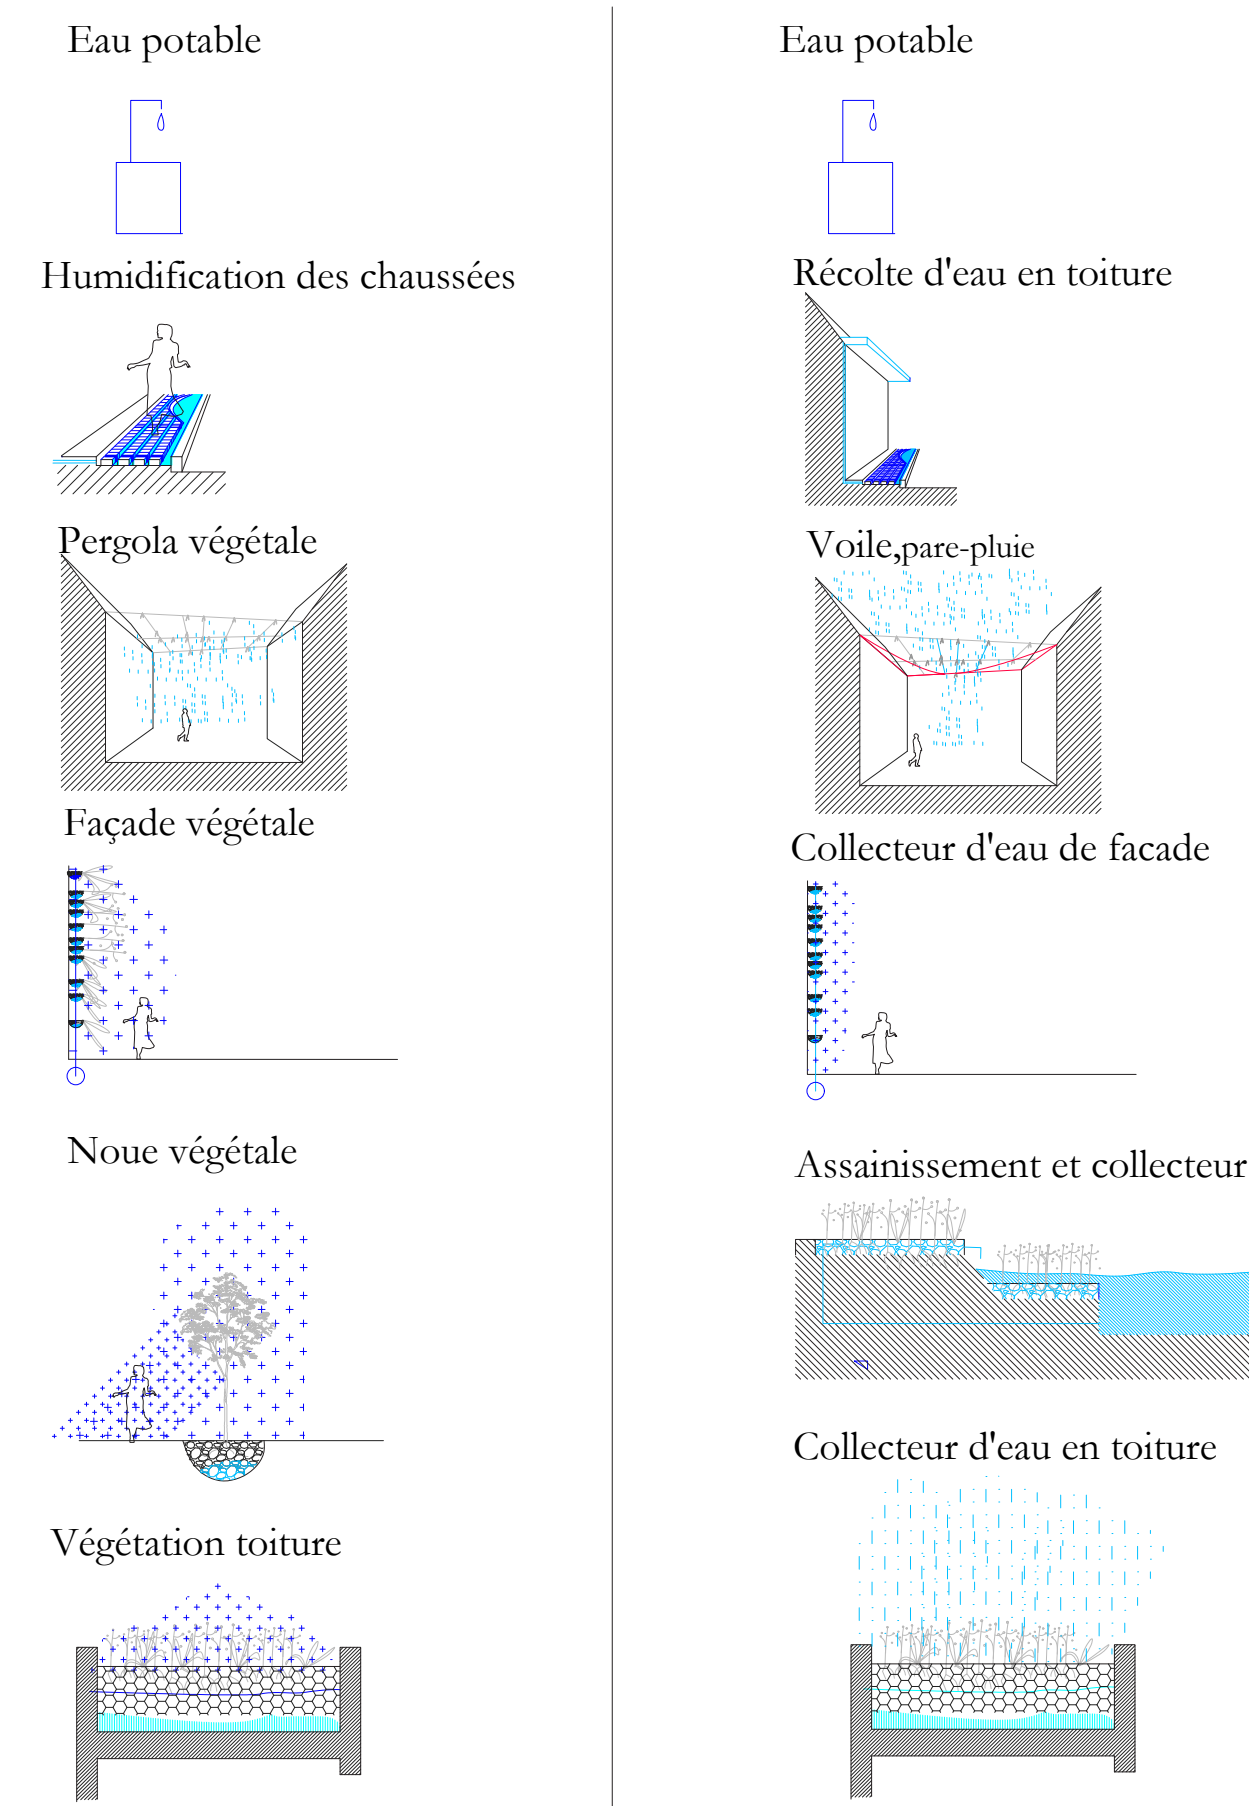 Eau potable
Humidification des chaussées
Pergola végétale
Façade végétale
Noue végétale
Végétation toiture
Eau potable
Récolte d'eau en toiture
Voile,pare-pluie
Collecteur d'eau de facade
Assainissement et collecteur
Collecteur d'eau en toiture